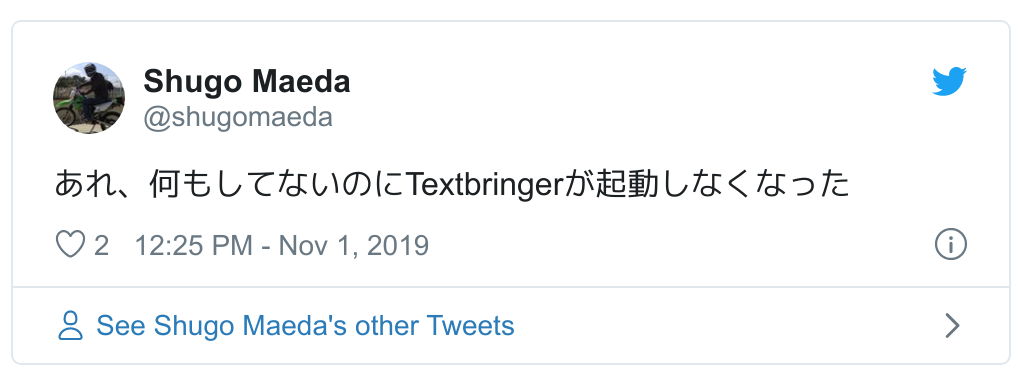 Shugo Maeda
@shugomaeda
あれ、何もしてないのにTextbringerが起動しなくなった
2 12:25 PM - Nov 1, 2019
See Shugo Maeda's other Tweets